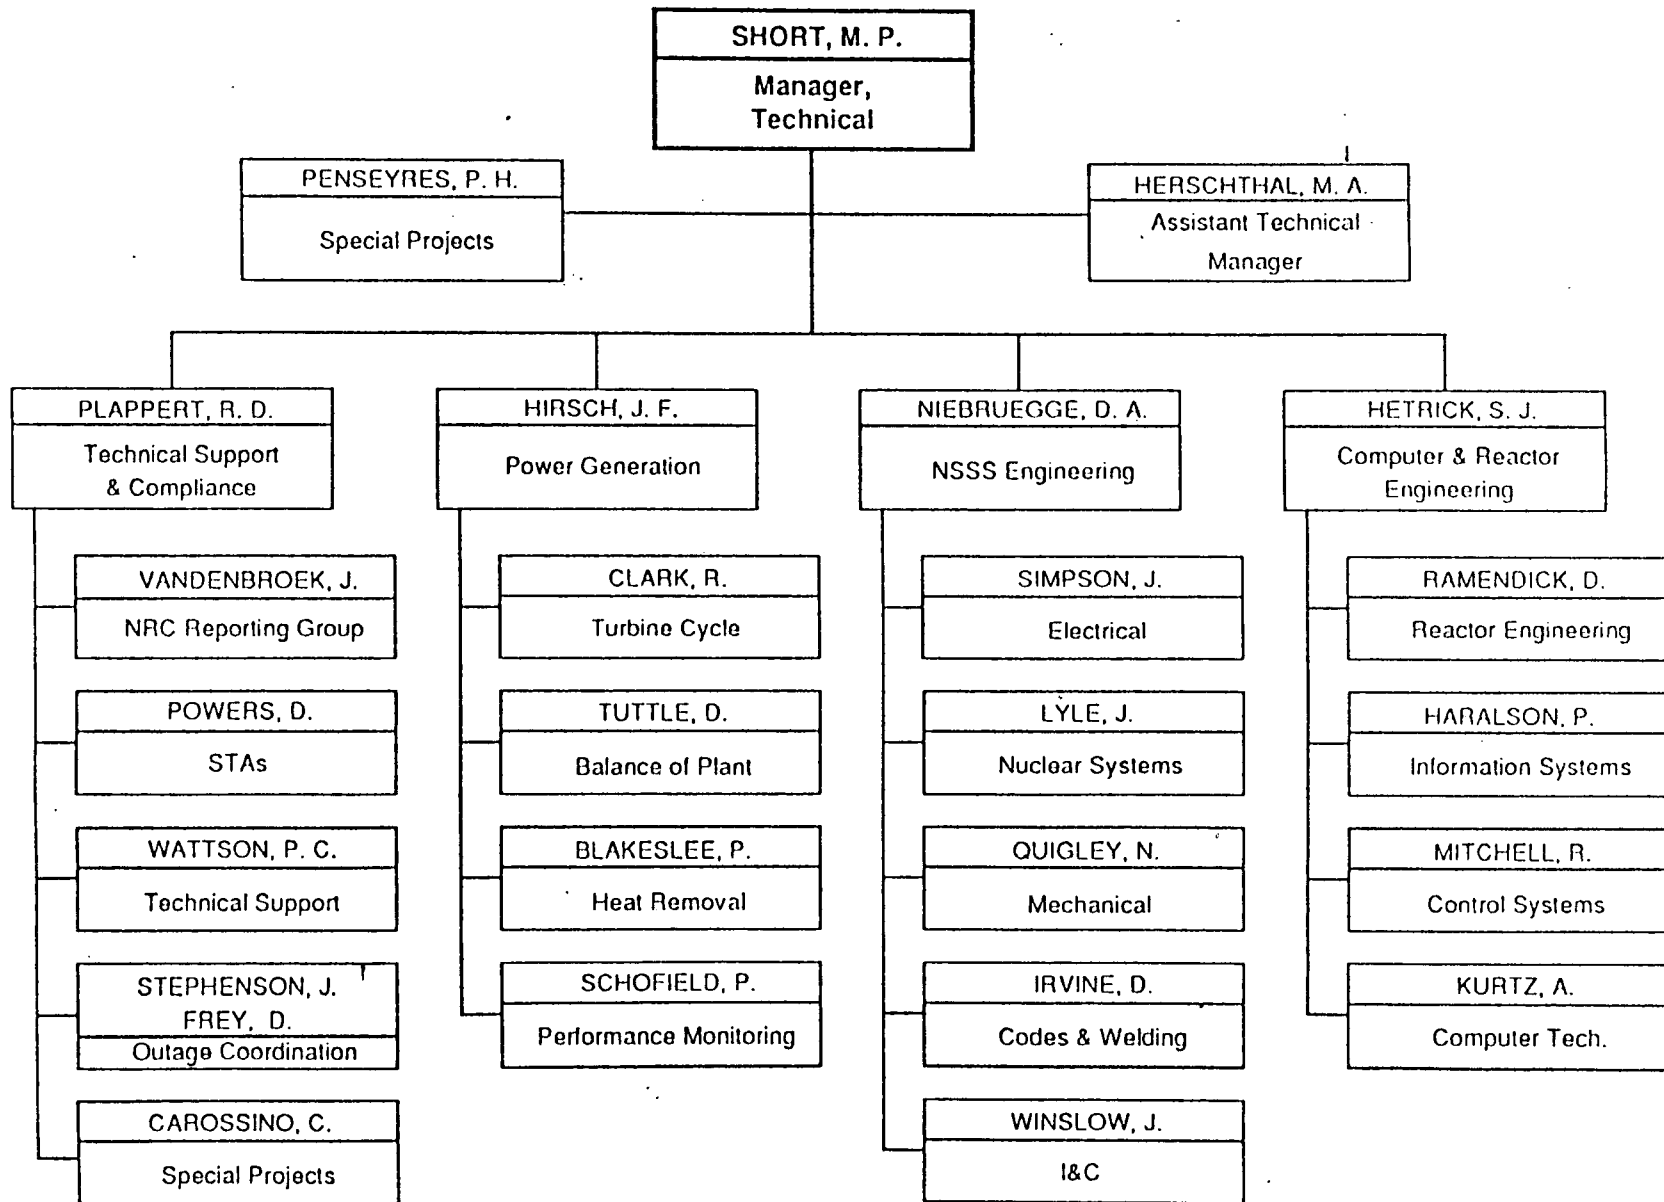 SHORT, M. P.
Manager,
Technical
PENSEYRES, P. H.
Special Projects
HERSCHTHAL, M. A.
Assistant Technical
Manager
PLAPPERT, R. D.
Technical Support
& Compliance
HIRSCH, J. F.
Power Generation
NIEBRUEGGE, D. A.
NSSS Engineering
HETRICK, S. J.
Computer & Reactor
Engineering
VANDENBROEK, J.
NRC Reporting Group
POWERS, D.
STAs
WATTSON, P. C.
Technical Support
STEPHENSON, J.
FREY, D.
Outage Coordination
CAROSSINO, C.
Special Projects
CLARK, R.
Turbine Cycle
TUTTLE, D.
Balance of Plant
BLAKESLEE, P.
Heat Removal
SCHOFIELD, P.
Performance Monitoring
SIMPSON, J.
Electrical
LYLE, J.
Nuclear Systems
QUIGLEY, N.
Mechanical
IRVINE, D.
Codes & Welding
WINSLOW, J.
I&C
RAMENDICK, D.
Reactor Engineering
HARALSON, P.
Information Systems
MITCHELL, R.
Control Systems
KURTZ, A.
Computer Tech.